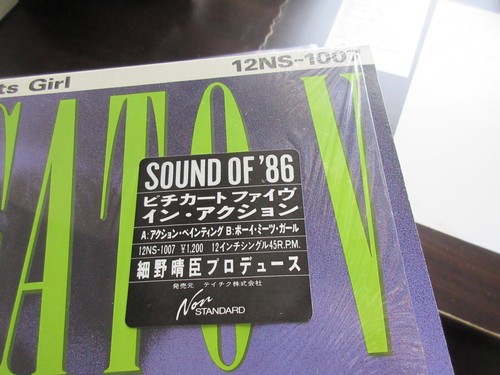 ts Girl
12NS-1007
CATO V
SOUND OF '86
ピチカート ファイヴ
イン・アクション
A:アクション・ペインティング B:ボーイ・ミーツ・ガール
12NS-1007 ¥1,200 12インチシングル45R.P.M.
細野晴臣プロデュース
発売元 テイチク株式会社
Non
STANDARD